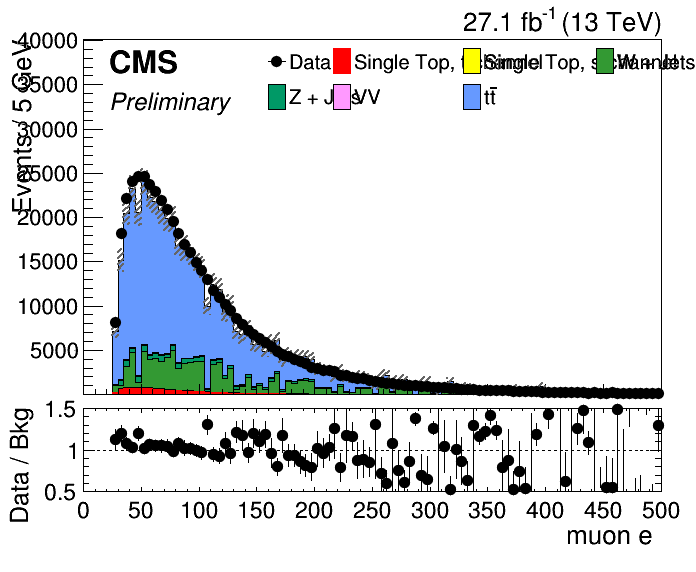 27.1 fb⁻¹ (13 TeV)
CMS
Preliminary
Data
Single Top, t channel
Single Top, s channel
W + Jets
Z + Jets
VV
tt̄
Events / 5 GeV
40000
35000
30000
25000
20000
15000
10000
5000
Data / Bkg
1.5
1
0.5
0 50 100 150 200 250 300 350 400 450 500
muon e